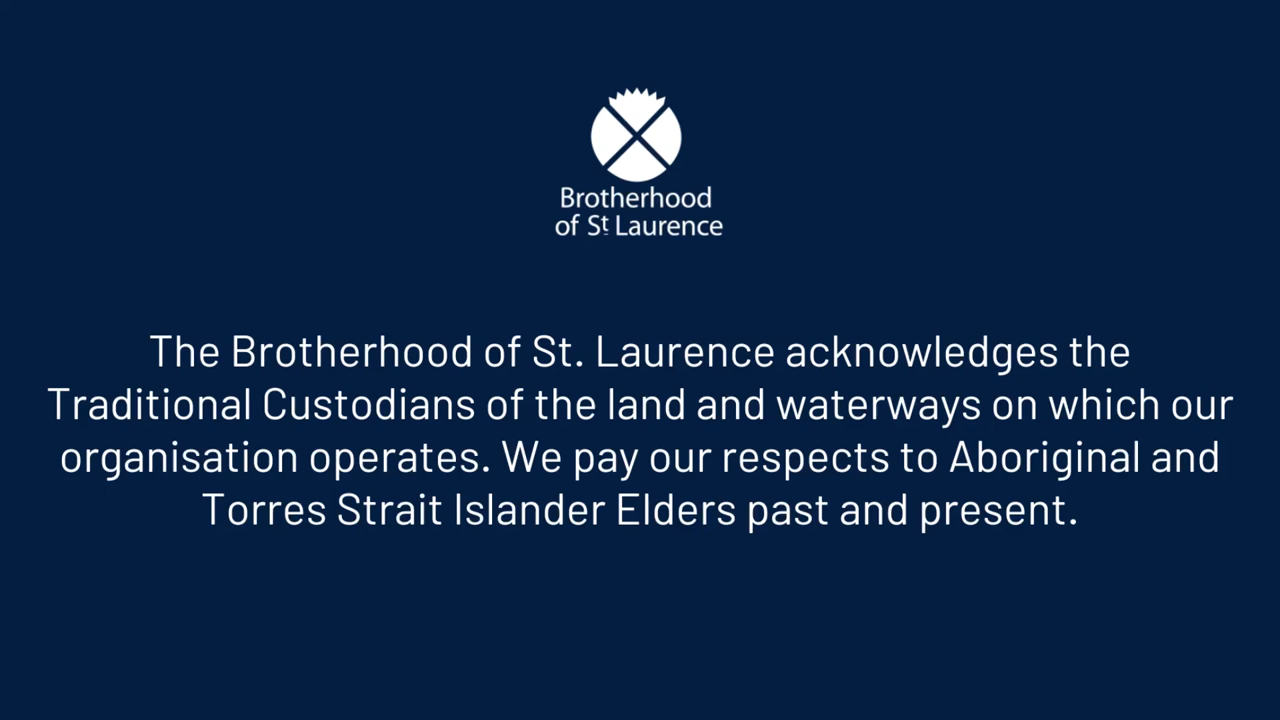 Brotherhood
of St Laurence
The Brotherhood of St. Laurence acknowledges the
Traditional Custodians of the land and waterways on which our
organisation operates. We pay our respects to Aboriginal and
Torres Strait Islander Elders past and present.